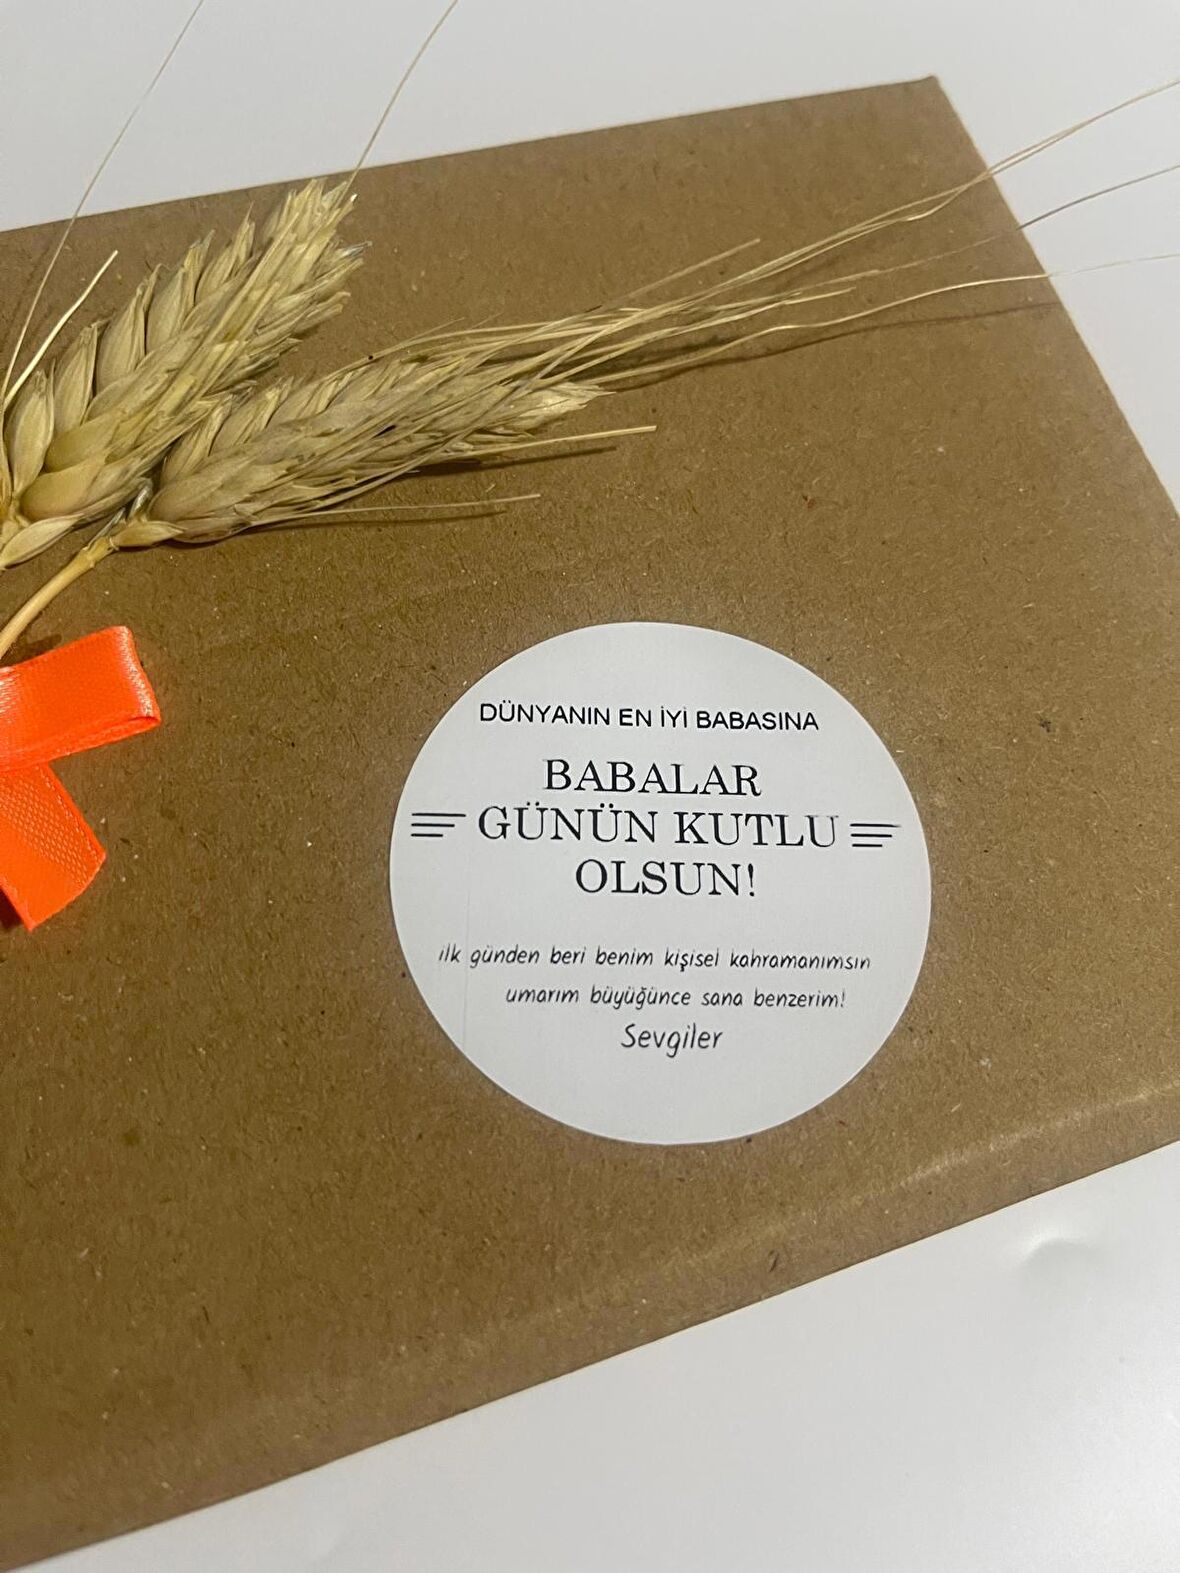 DÜNYANIN EN İYİ BABASINA
BABALAR
GÜNÜN KUTLU
OLSUN!
ilk günden beri benim kişisel kahramanımsın
umarım büyüğünce sana benzerim!
Sevgiler